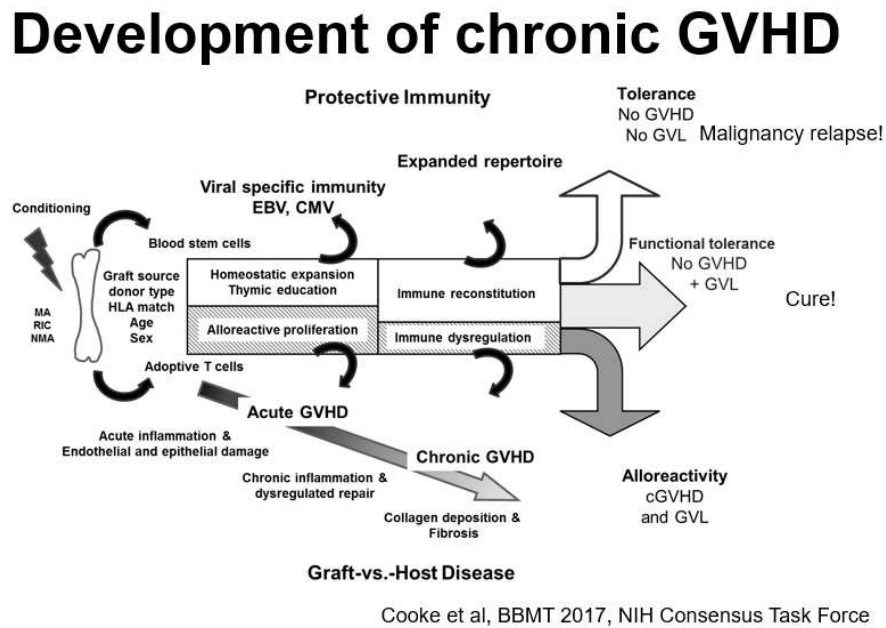 Development of chronic GVHD
Protective Immunity
Tolerance
No GVHD
No GVL
Malignancy relapse!
Expanded repertoire
Viral specific immunity
EBV, CMV
Conditioning
Blood stem cells
Functional tolerance
No GVHD
+ GVL
Cure!
MA
RIC
NMA
Graft source
donor type
HLA match
Age
Sex
Homeostatic expansion
Thymic education
Immune reconstitution
Alloreactive proliferation
Immune dysregulation
Adoptive T cells
Acute GVHD
Acute inflammation &
Endothelial and epithelial damage
Chronic GVHD
Chronic inflammation &
dysregulated repair
Alloreactivity
cGVHD
and GVL
Collagen deposition &
Fibrosis
Graft-vs.-Host Disease
Cooke et al, BBMT 2017, NIH Consensus Task Force